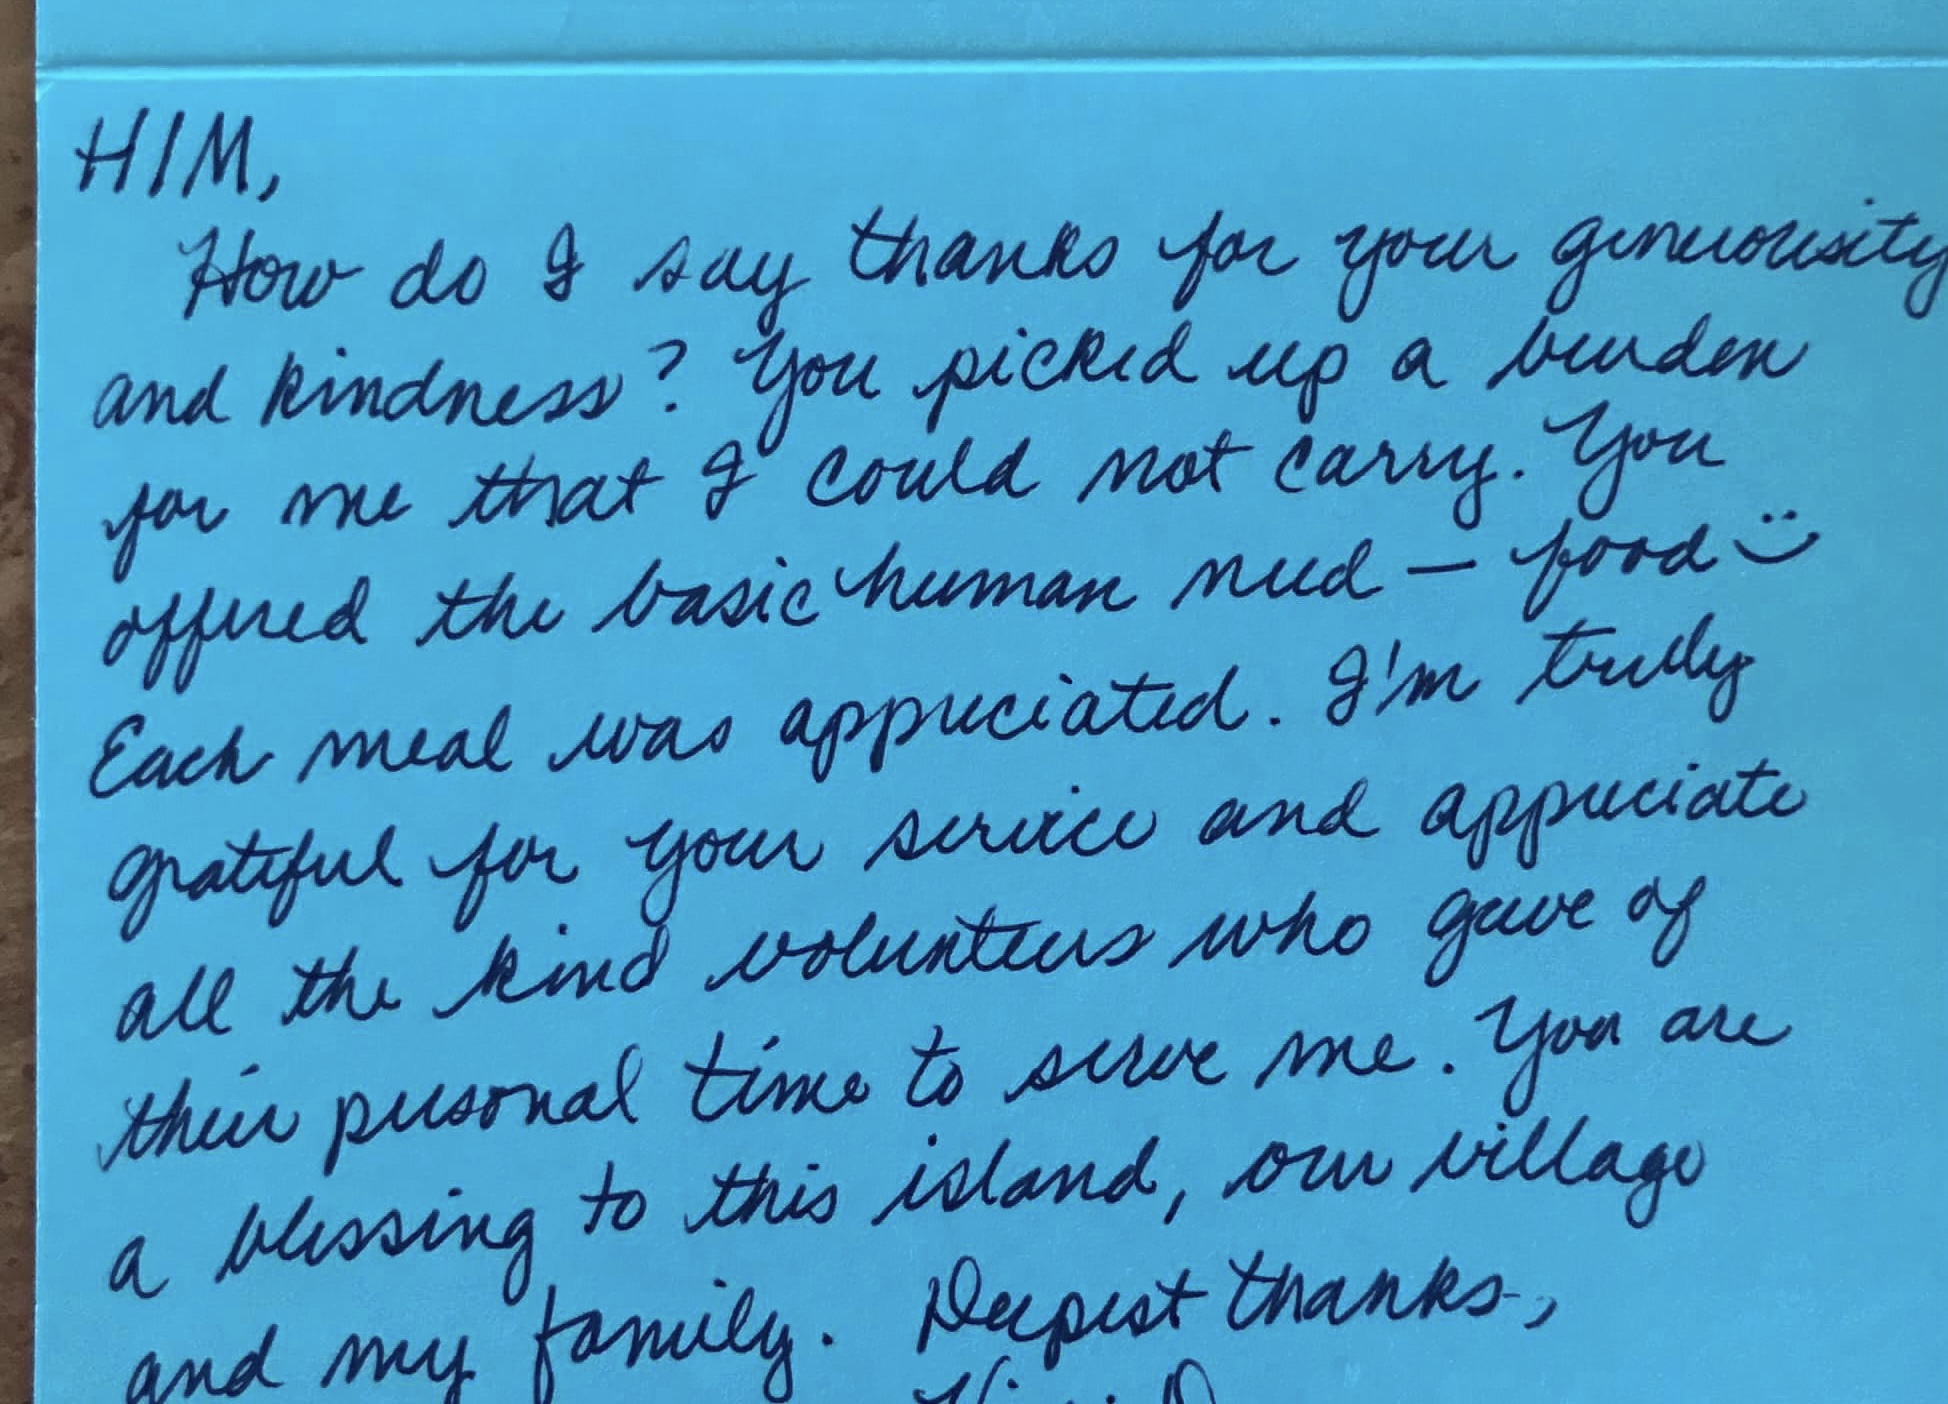 HIM,
How do I say thanks for your generousity
and kindness? You picked up a burden
for me that I could not carry. You
offered the basic human need — food
Each meal was appreciated. I'm trully
grateful for your service and appreciate
all the kind volunteers who gave of
their personal time to serve me. You are
a blessing to this island, our village
and my family. Deepest thanks,